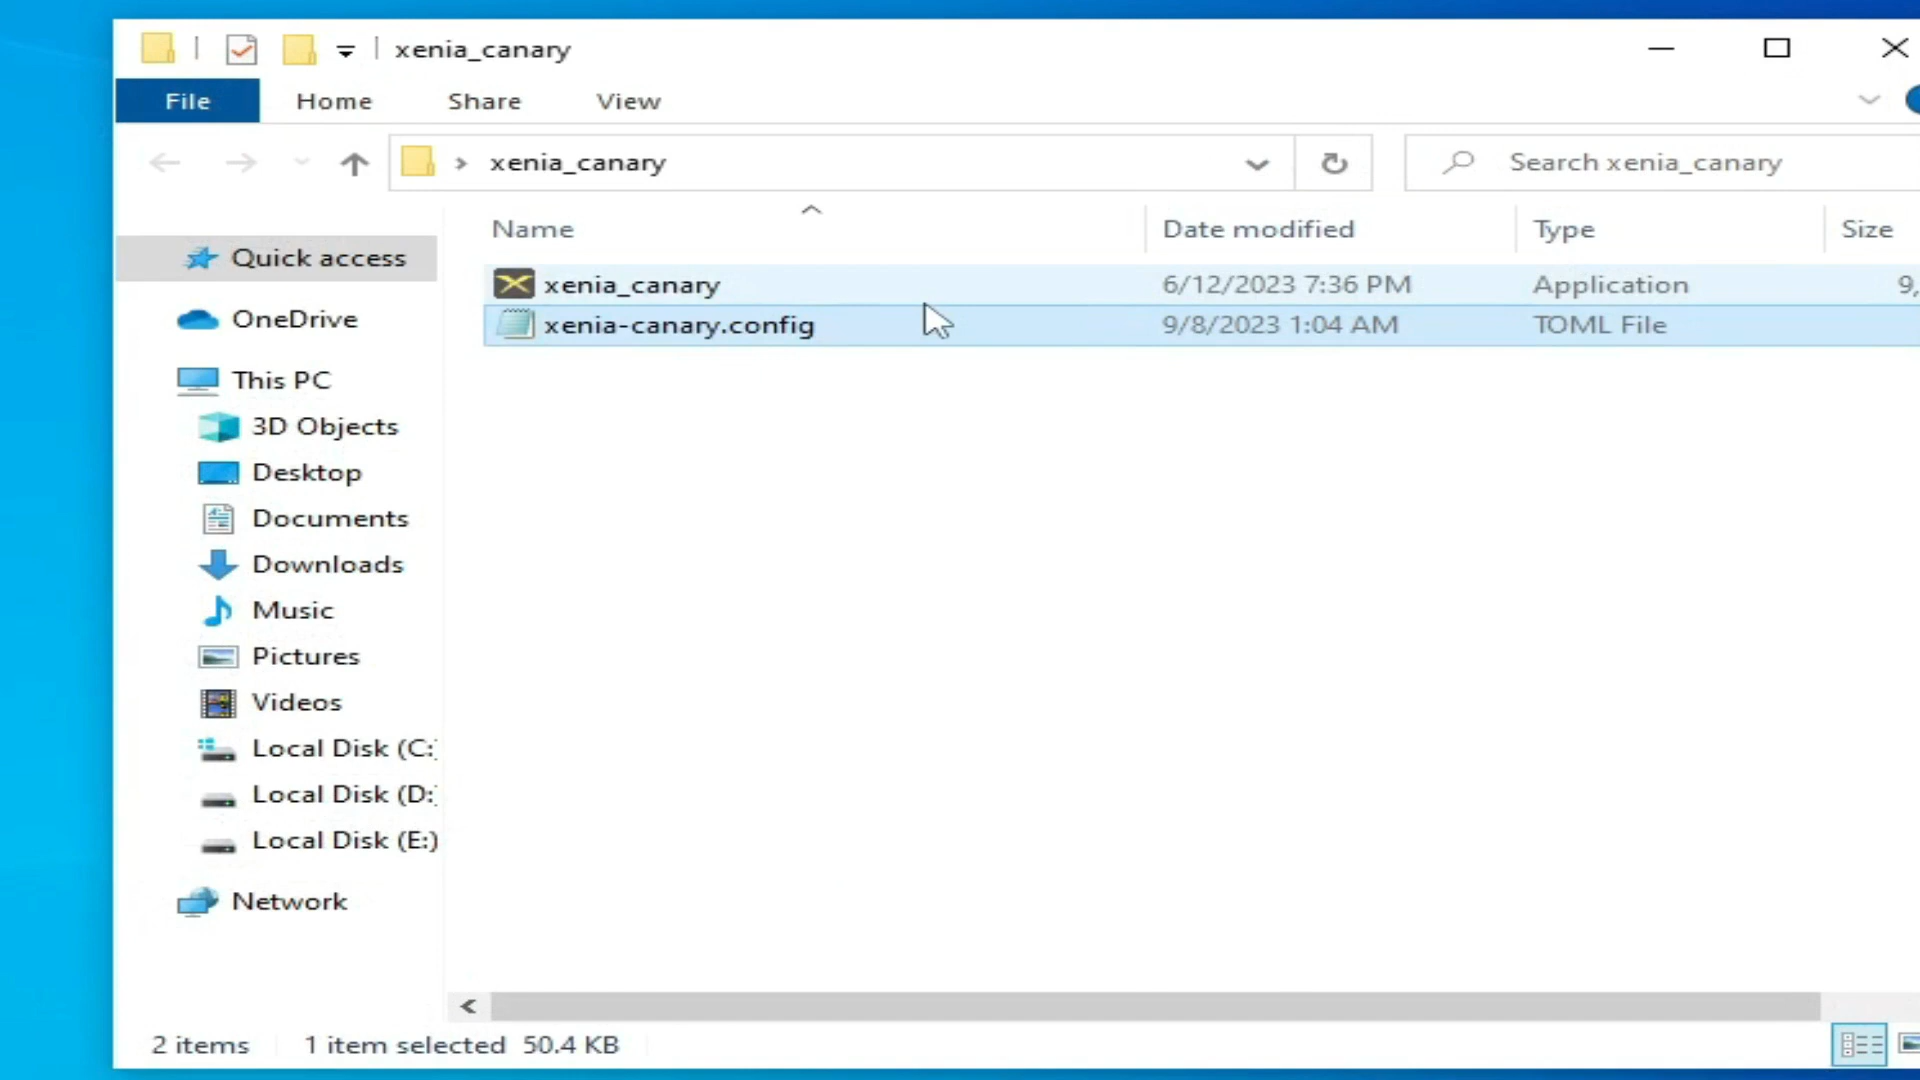 xenia_canary
File Home Share View
xenia_canary Search xenia_canary
Name Date modified Type Size
xenia_canary 6/12/2023 7:36 PM Application 9,
xenia-canary.config 9/8/2023 1:04 AM TOML File
Quick access
OneDrive
This PC
3D Objects
Desktop
Documents
Downloads
Music
Pictures
Videos
Local Disk (C:
Local Disk (D:
Local Disk (E:)
Network
2 items 1 item selected 50.4 KB